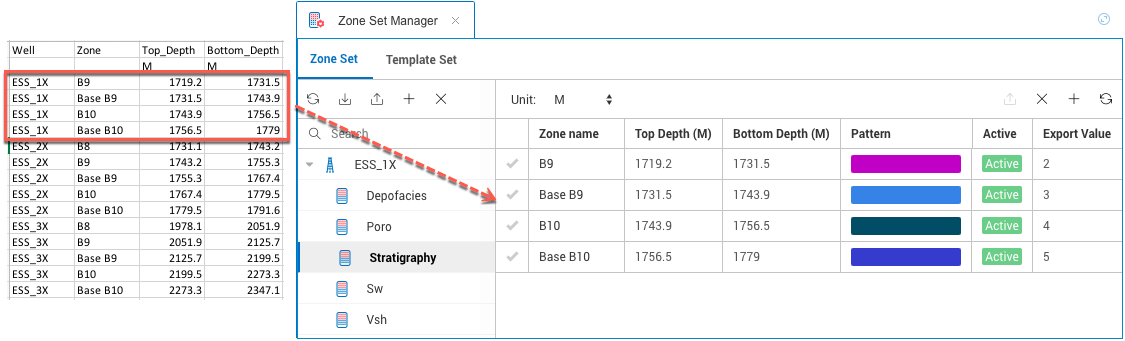 Well Zone Top_Depth Bottom_Depth
M M
ESS_1X B9 1719.2 1731.5
ESS_1X Base B9 1731.5 1743.9
ESS_1X B10 1743.9 1756.5
ESS_1X Base B10 1756.5 1779
ESS_2X B8 1731.1 1743.2
ESS_2X B9 1743.2 1755.3
ESS_2X Base B9 1755.3 1767.4
ESS_2X B10 1767.4 1779.5
ESS_2X Base B10 1779.5 1791.6
ESS_3X B8 1978.1 2051.9
ESS_3X B9 2051.9 2125.7
ESS_3X Base B9 2125.7 2199.5
ESS_3X B10 2199.5 2273.3
ESS_3X Base B10 2273.3 2347.1
Zone Set Manager
Zone Set Template Set
Unit: M
Search
ESS_1X
Depofacies
Poro
Stratigraphy
Sw
Vsh
Zone name Top Depth (M) Bottom Depth (M) Pattern Active Export Value
B9 1719.2 1731.5 Active 2
Base B9 1731.5 1743.9 Active 3
B10 1743.9 1756.5 Active 4
Base B10 1756.5 1779 Active 5